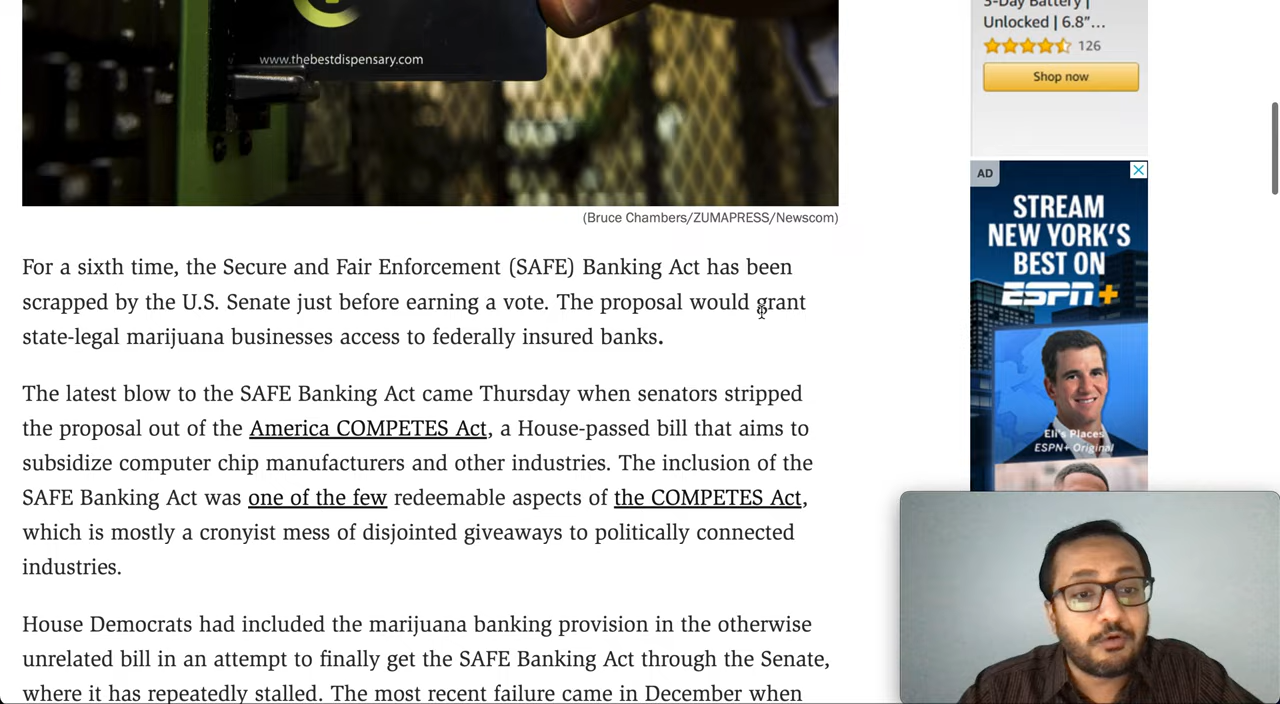 www.thebestdispensary.com
(Bruce Chambers/ZUMAPRESS/Newscom)
For a sixth time, the Secure and Fair Enforcement (SAFE) Banking Act has been
scrapped by the U.S. Senate just before earning a vote. The proposal would grant
state-legal marijuana businesses access to federally insured banks.
The latest blow to the SAFE Banking Act came Thursday when senators stripped
the proposal out of the America COMPETES Act, a House-passed bill that aims to
subsidize computer chip manufacturers and other industries. The inclusion of the
SAFE Banking Act was one of the few redeemable aspects of the COMPETES Act,
which is mostly a cronyist mess of disjointed giveaways to politically connected
industries.
House Democrats had included the marijuana banking provision in the otherwise
unrelated bill in an attempt to finally get the SAFE Banking Act through the Senate,
where it has repeatedly stalled. The most recent failure came in December when
3-Day Battery |
Unlocked | 6.8"...
126
Shop now
AD
STREAM
NEW YORK'S
BEST ON
ESPN+
Eli's Places
ESPN+ Original